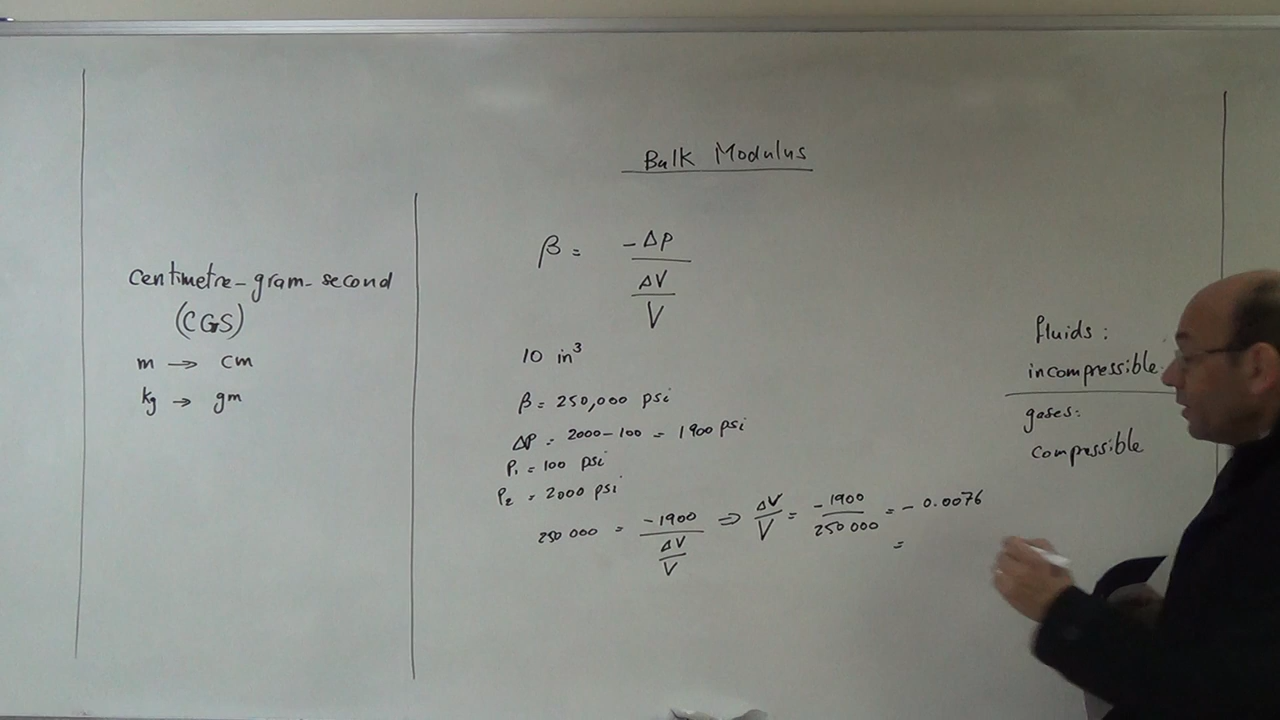 Bulk Modulus
centimetre-gram-second
(CGS)
m → cm
kg → gm
β = -ΔP / (ΔV / V)
10 in³
β = 250,000 psi
ΔP = 2000-100 = 1900 psi
P₁ = 100 psi
P₂ = 2000 psi
250 000 = -1900 / (ΔV / V) ⇒ ΔV / V = -1900 / 250 000 = - 0.0076
=
fluids:
incompressible.
gases:
compressible